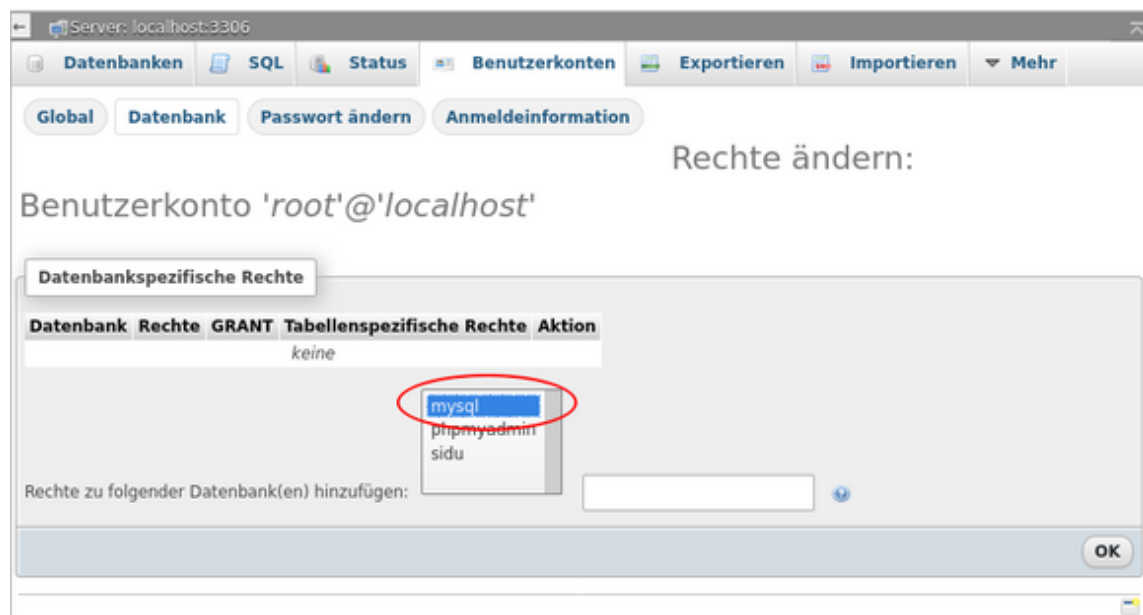 Server: localhost:3306
Datenbanken SQL Status Benutzerkonten Exportieren Importieren Mehr
Global Datenbank Passwort ändern Anmeldeinformation
Rechte ändern:
Benutzerkonto 'root'@'localhost'
Datenbankspezifische Rechte
Datenbank Rechte GRANT Tabellenspezifische Rechte Aktion
keine
mysql
phpmyadmin
sidu
Rechte zu folgender Datenbank(en) hinzufügen:
OK